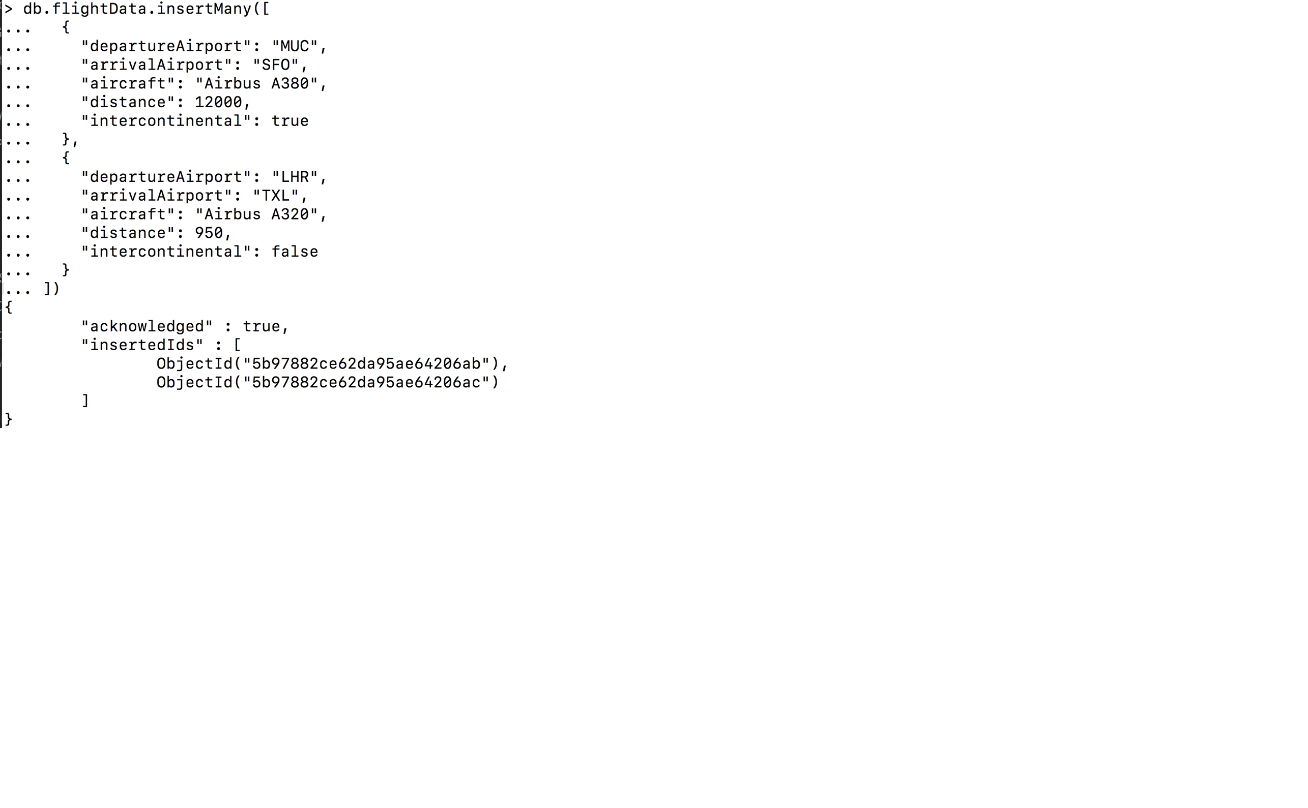 > db.flightData.insertMany([
...   {
...     "departureAirport": "MUC",
...     "arrivalAirport": "SFO",
...     "aircraft": "Airbus A380",
...     "distance": 12000,
...     "intercontinental": true
...   },
...   {
...     "departureAirport": "LHR",
...     "arrivalAirport": "TXL",
...     "aircraft": "Airbus A320",
...     "distance": 950,
...     "intercontinental": false
...   }
... ])
{
        "acknowledged" : true,
        "insertedIds" : [
                ObjectId("5b97882ce62da95ae64206ab"),
                ObjectId("5b97882ce62da95ae64206ac")
        ]
}